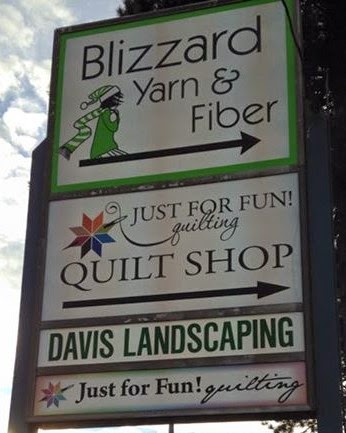 Blizzard
Yarn &
Fiber
JUST FOR FUN!
quilting
QUILT SHOP
DAVIS LANDSCAPING
Just for Fun! quilting